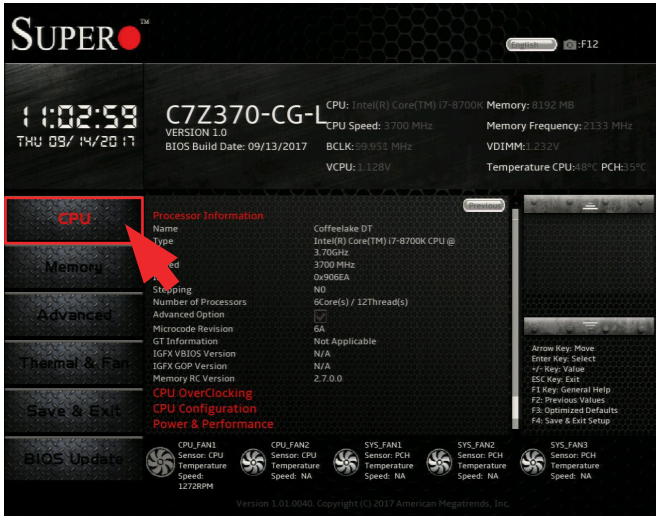 SUPER™
English :F12
11:02:59
THU 09/14/2017
C7Z370-CG-L
VERSION 1.0
BIOS Build Date: 09/13/2017
CPU: Intel(R) Core(TM) i7-8700K
CPU Speed: 3700 MHz
BCLK: 99.951 MHz
VCPU: 1.128V
Memory: 8192 MB
Memory Frequency: 2133 MHz
VDIMM: 1.232V
Temperature CPU:48°C PCH:35°C
CPU
Memory
Advanced
Thermal & Fan
Save & Exit
BIOS Update
Previous
Processor Information
Name Coffeelake DT
Type Intel(R) Core(TM) i7-8700K CPU @
3.70GHz
3700 MHz
0x906EA
Stepping N0
Number of Processors 6Core(s) / 12Thread(s)
Advanced Option
Microcode Revision 6A
GT Information Not Applicable
IGFX VBIOS Version N/A
IGFX GOP Version N/A
Memory RC Version 2.7.0.0
CPU OverClocking
CPU Configuration
Power & Performance
Arrow Key: Move
Enter Key: Select
+/- Key: Value
ESC Key: Exit
F1 Key: General Help
F2: Previous Values
F3: Optimized Defaults
F4: Save & Exit Setup
CPU_FAN1
Sensor: CPU
Temperature
Speed:
1272RPM
CPU_FAN2
Sensor: CPU
Temperature
Speed: NA
SYS_FAN1
Sensor: PCH
Temperature
Speed: NA
SYS_FAN2
Sensor: PCH
Temperature
Speed: NA
SYS_FAN3
Sensor: PCH
Temperature
Speed: NA
Version 1.01.0040. Copyright (C) 2017 American Megatrends, Inc.